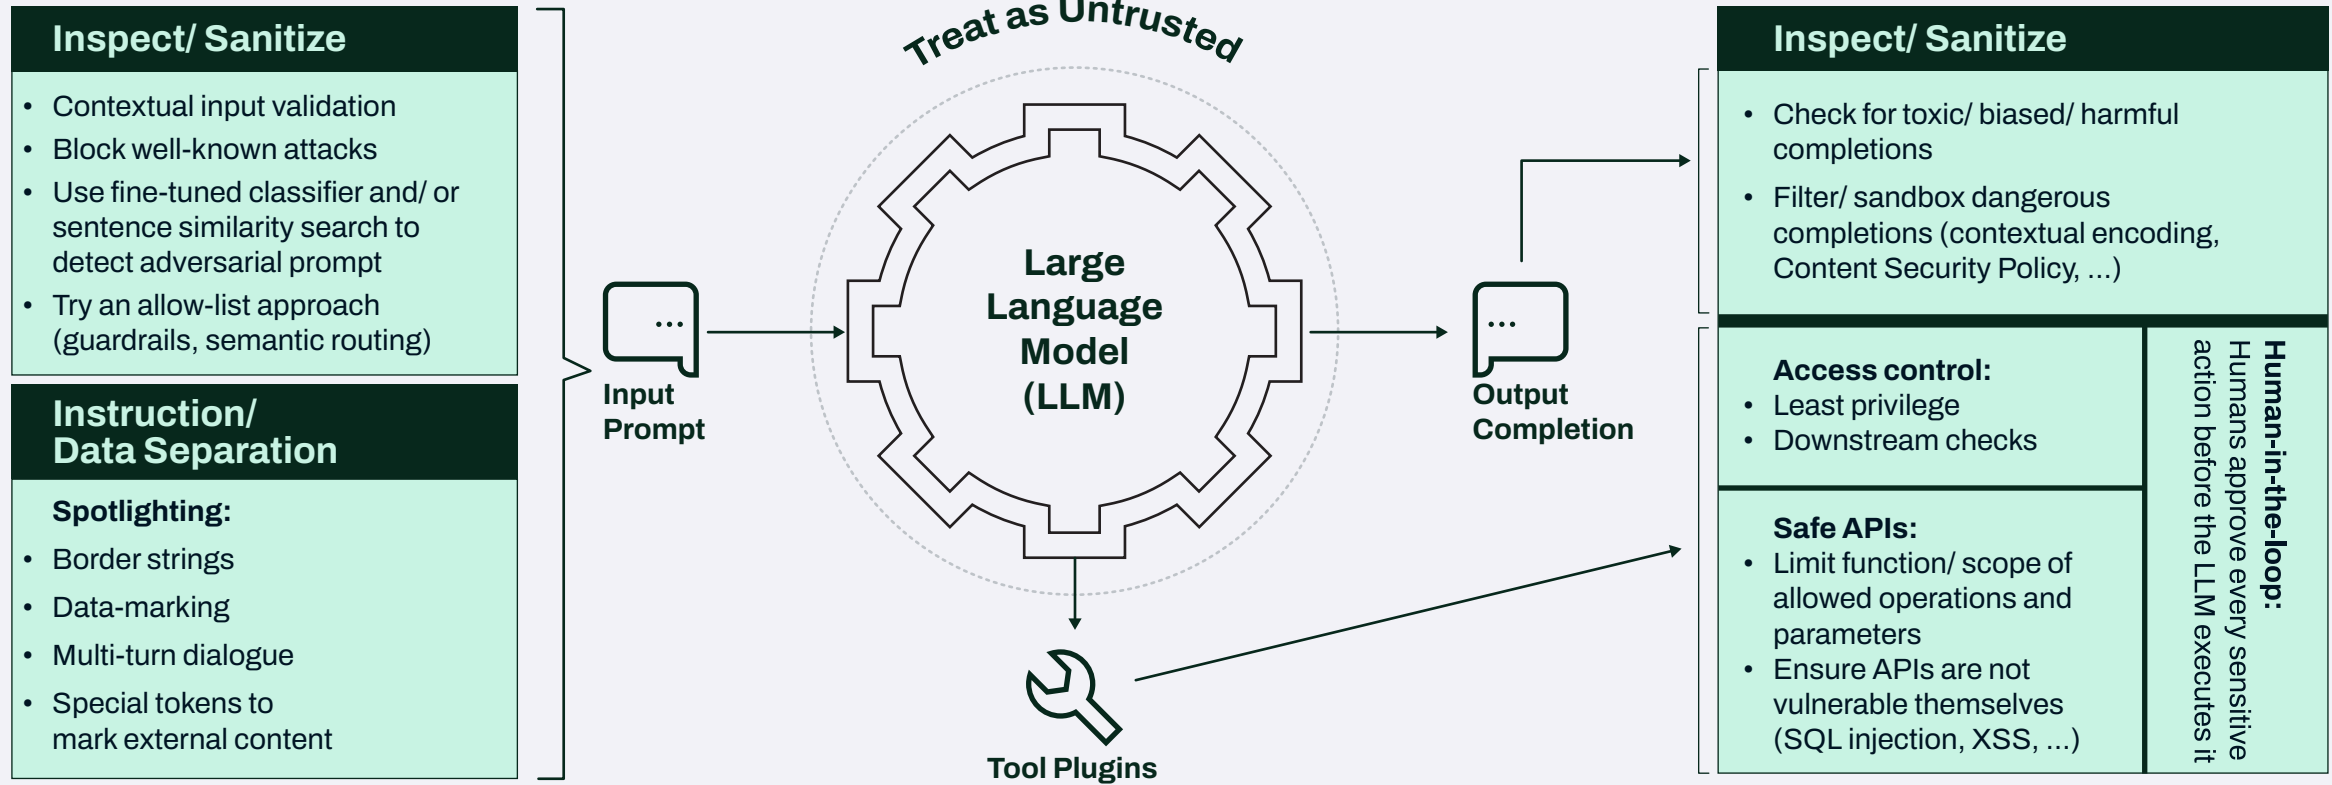 Inspect/ Sanitize
• Contextual input validation
• Block well-known attacks
• Use fine-tuned classifier and/ or
sentence similarity search to
detect adversarial prompt
• Try an allow-list approach
(guardrails, semantic routing)
Instruction/
Data Separation
Spotlighting:
• Border strings
• Data-marking
• Multi-turn dialogue
• Special tokens to
mark external content
Input
Prompt
Treat as Untrusted
Large
Language
Model
(LLM)
Tool Plugins
Output
Completion
Inspect/ Sanitize
• Check for toxic/ biased/ harmful
completions
• Filter/ sandbox dangerous
completions (contextual encoding,
Content Security Policy, ...)
Access control:
• Least privilege
• Downstream checks
Safe APIs:
• Limit function/ scope of
allowed operations and
parameters
• Ensure APIs are not
vulnerable themselves
(SQL injection, XSS, ...)
Human-in-the-loop:
Humans approve every sensitive
action before the LLM executes it